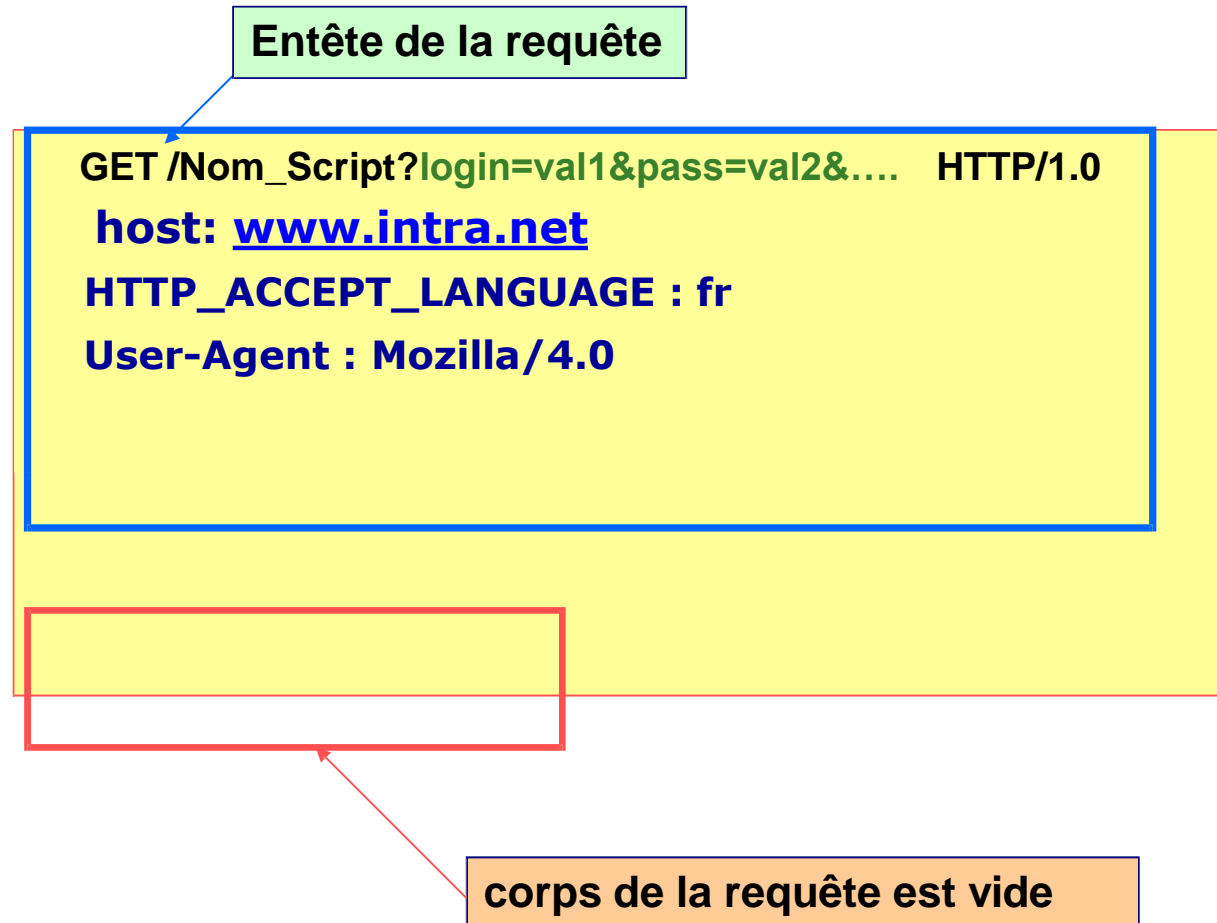 Entête de la requête
GET /Nom_Script?login=val1&pass=val2&.... HTTP/1.0
host: www.intra.net
HTTP_ACCEPT_LANGUAGE : fr
User-Agent : Mozilla/4.0
corps de la requête est vide